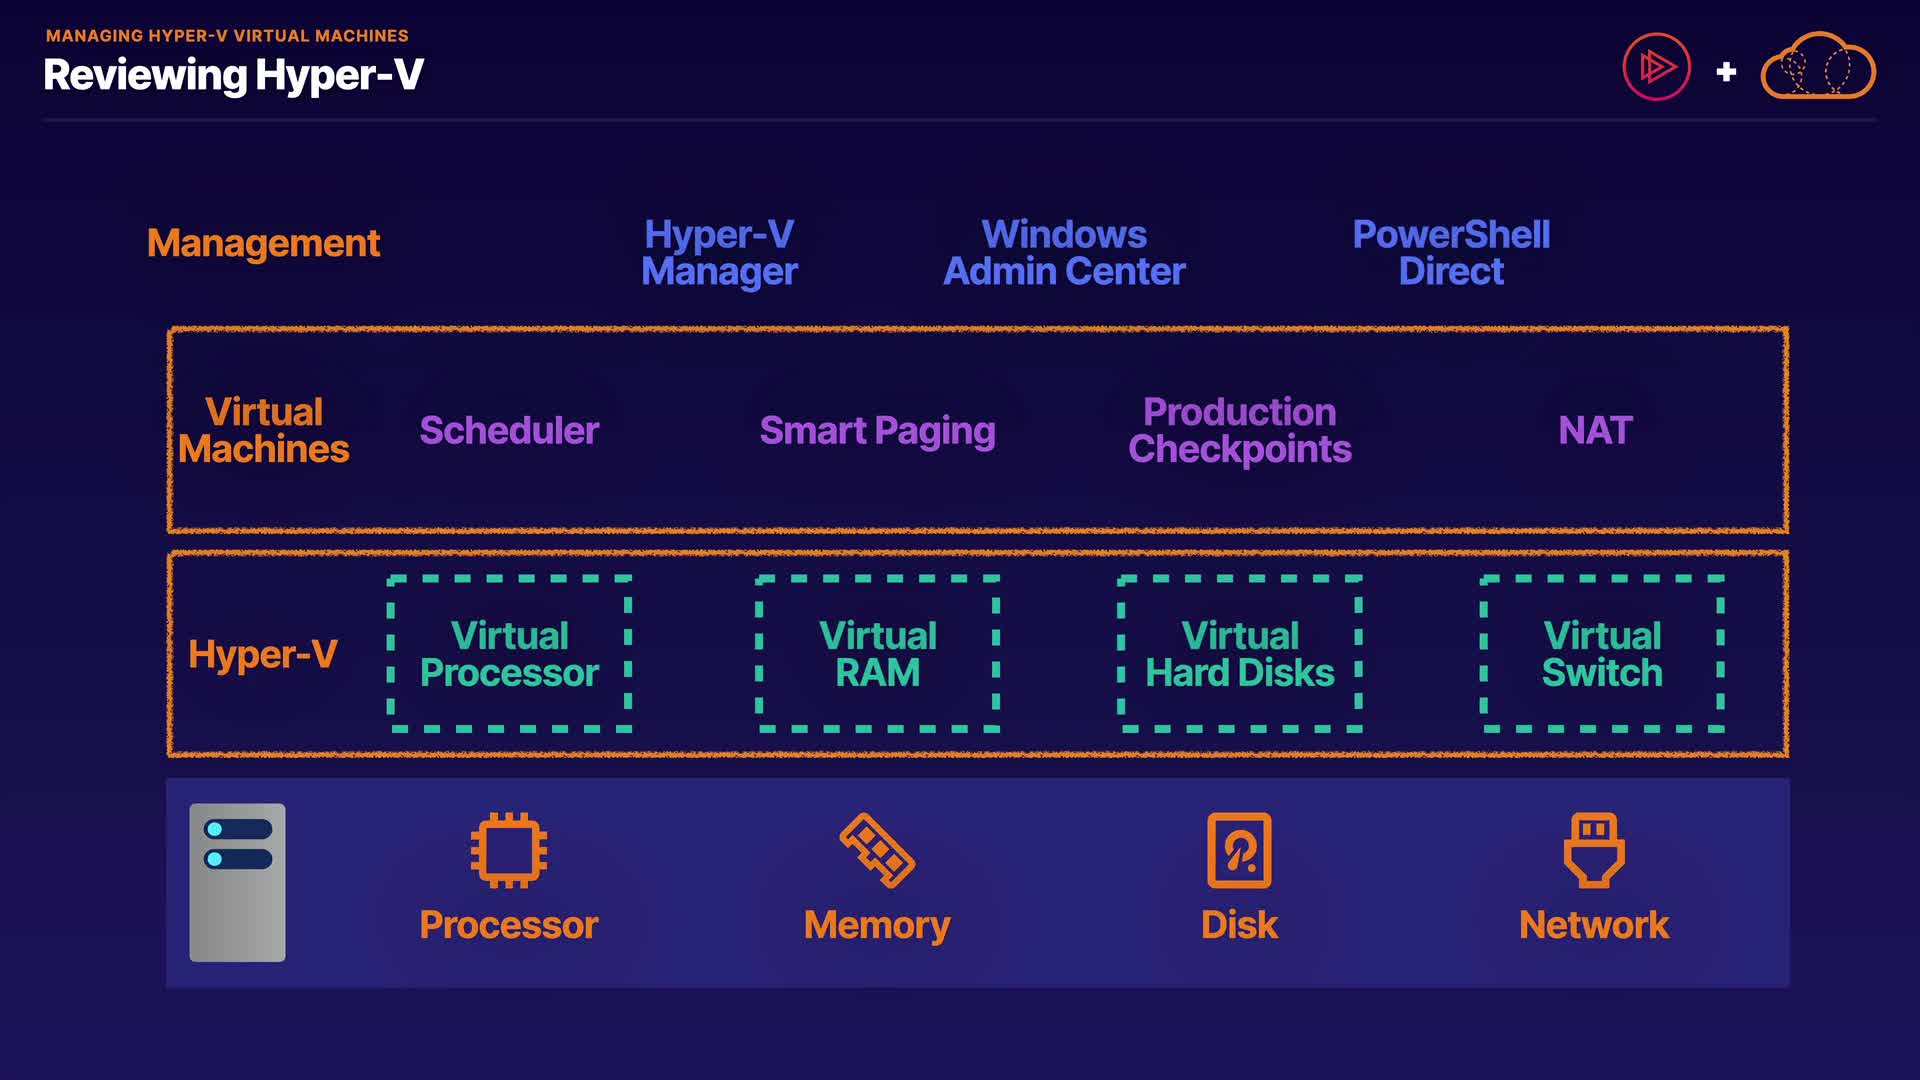 MANAGING HYPER-V VIRTUAL MACHINES
Reviewing Hyper-V
+
Management
Hyper-V
Manager
Windows
Admin Center
PowerShell
Direct
Virtual
Machines
Scheduler
Smart Paging
Production
Checkpoints
NAT
Hyper-V
Virtual
Processor
Virtual
RAM
Virtual
Hard Disks
Virtual
Switch
Processor
Memory
Disk
Network